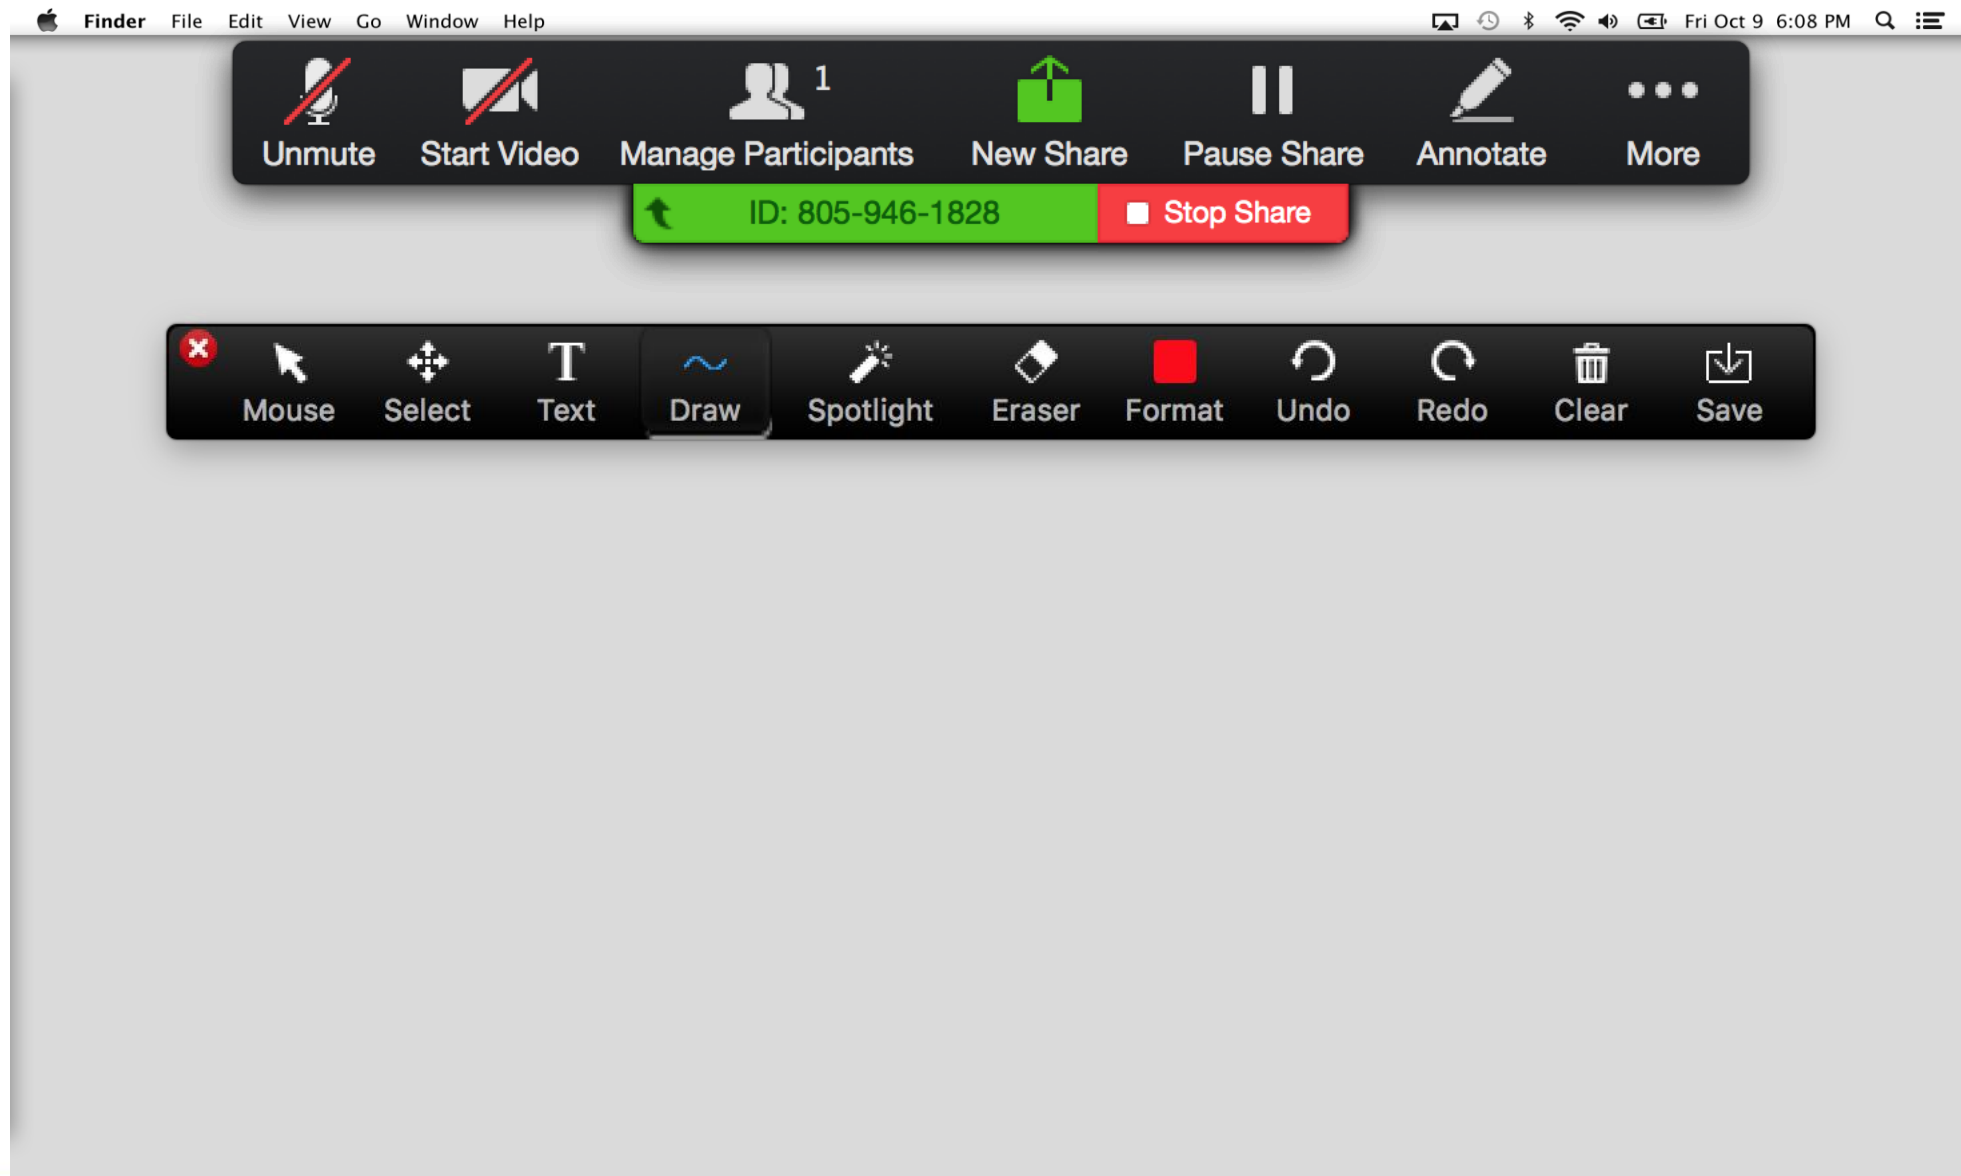 Finder File Edit View Go Window Help Fri Oct 9 6:08 PM
1
Unmute Start Video Manage Participants New Share Pause Share Annotate More
ID: 805-946-1828 Stop Share
T
Mouse Select Text Draw Spotlight Eraser Format Undo Redo Clear Save